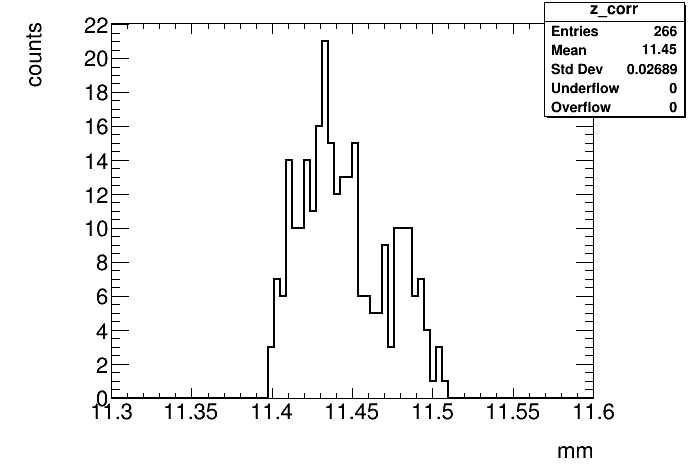 z_corr
Entries 266
Mean 11.45
Std Dev 0.02689
Underflow 0
Overflow 0
counts
22
20
18
16
14
12
10
8
6
4
2
0
11.3 11.35 11.4 11.45 11.5 11.55 11.6
mm